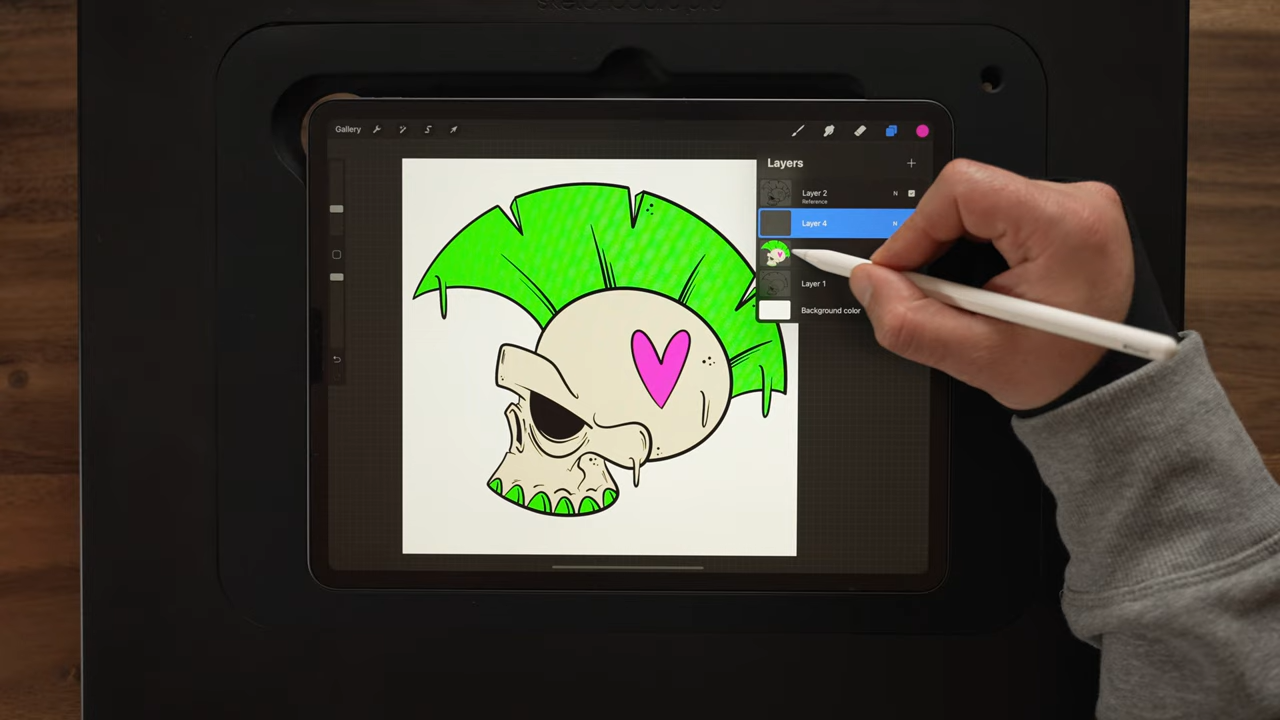 Gallery
Layers
Layer 2
N
Reference
Layer 4
N
Layer 1
Background color